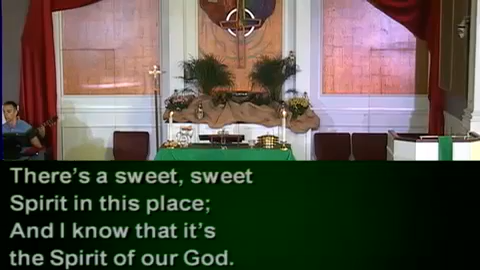 There's a sweet, sweet
Spirit in this place;
And I know that it's
the Spirit of our God.